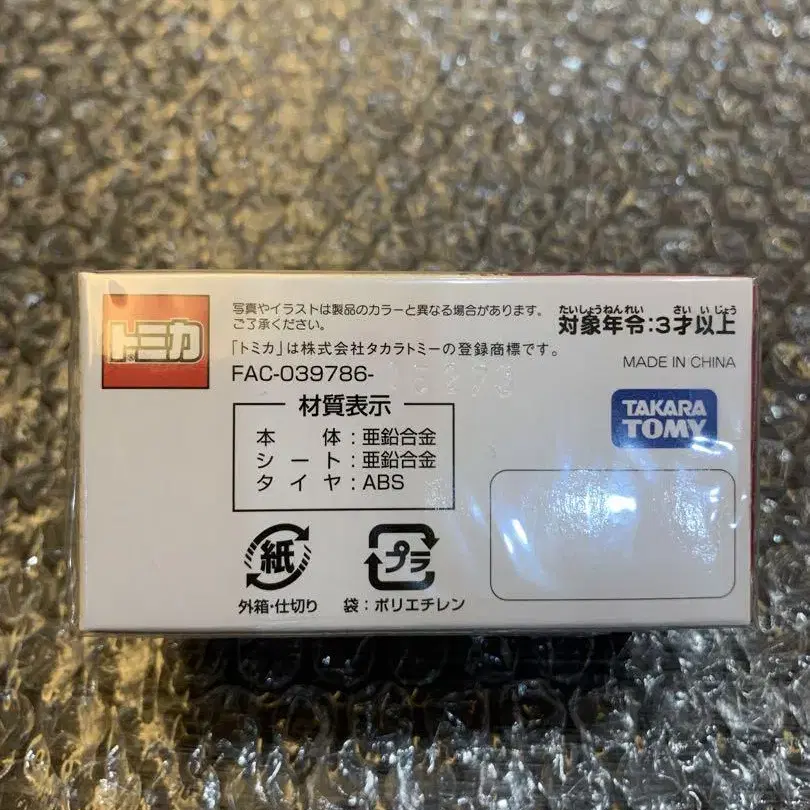 トミカ
写真やイラストは製品のカラーと異なる場合があります。
ご了承ください。
「トミカ」は株式会社タカラトミーの登録商標です。
FAC-039786-
たいしょうねんれい さいいじょう
対象年令:3才以上
MADE IN CHINA
TAKARA
TOMY
材質表示
本体:亜鉛合金
シート:亜鉛合金
タイヤ:ABS
紙
外箱・仕切り
プラ
袋:ポリエチレン